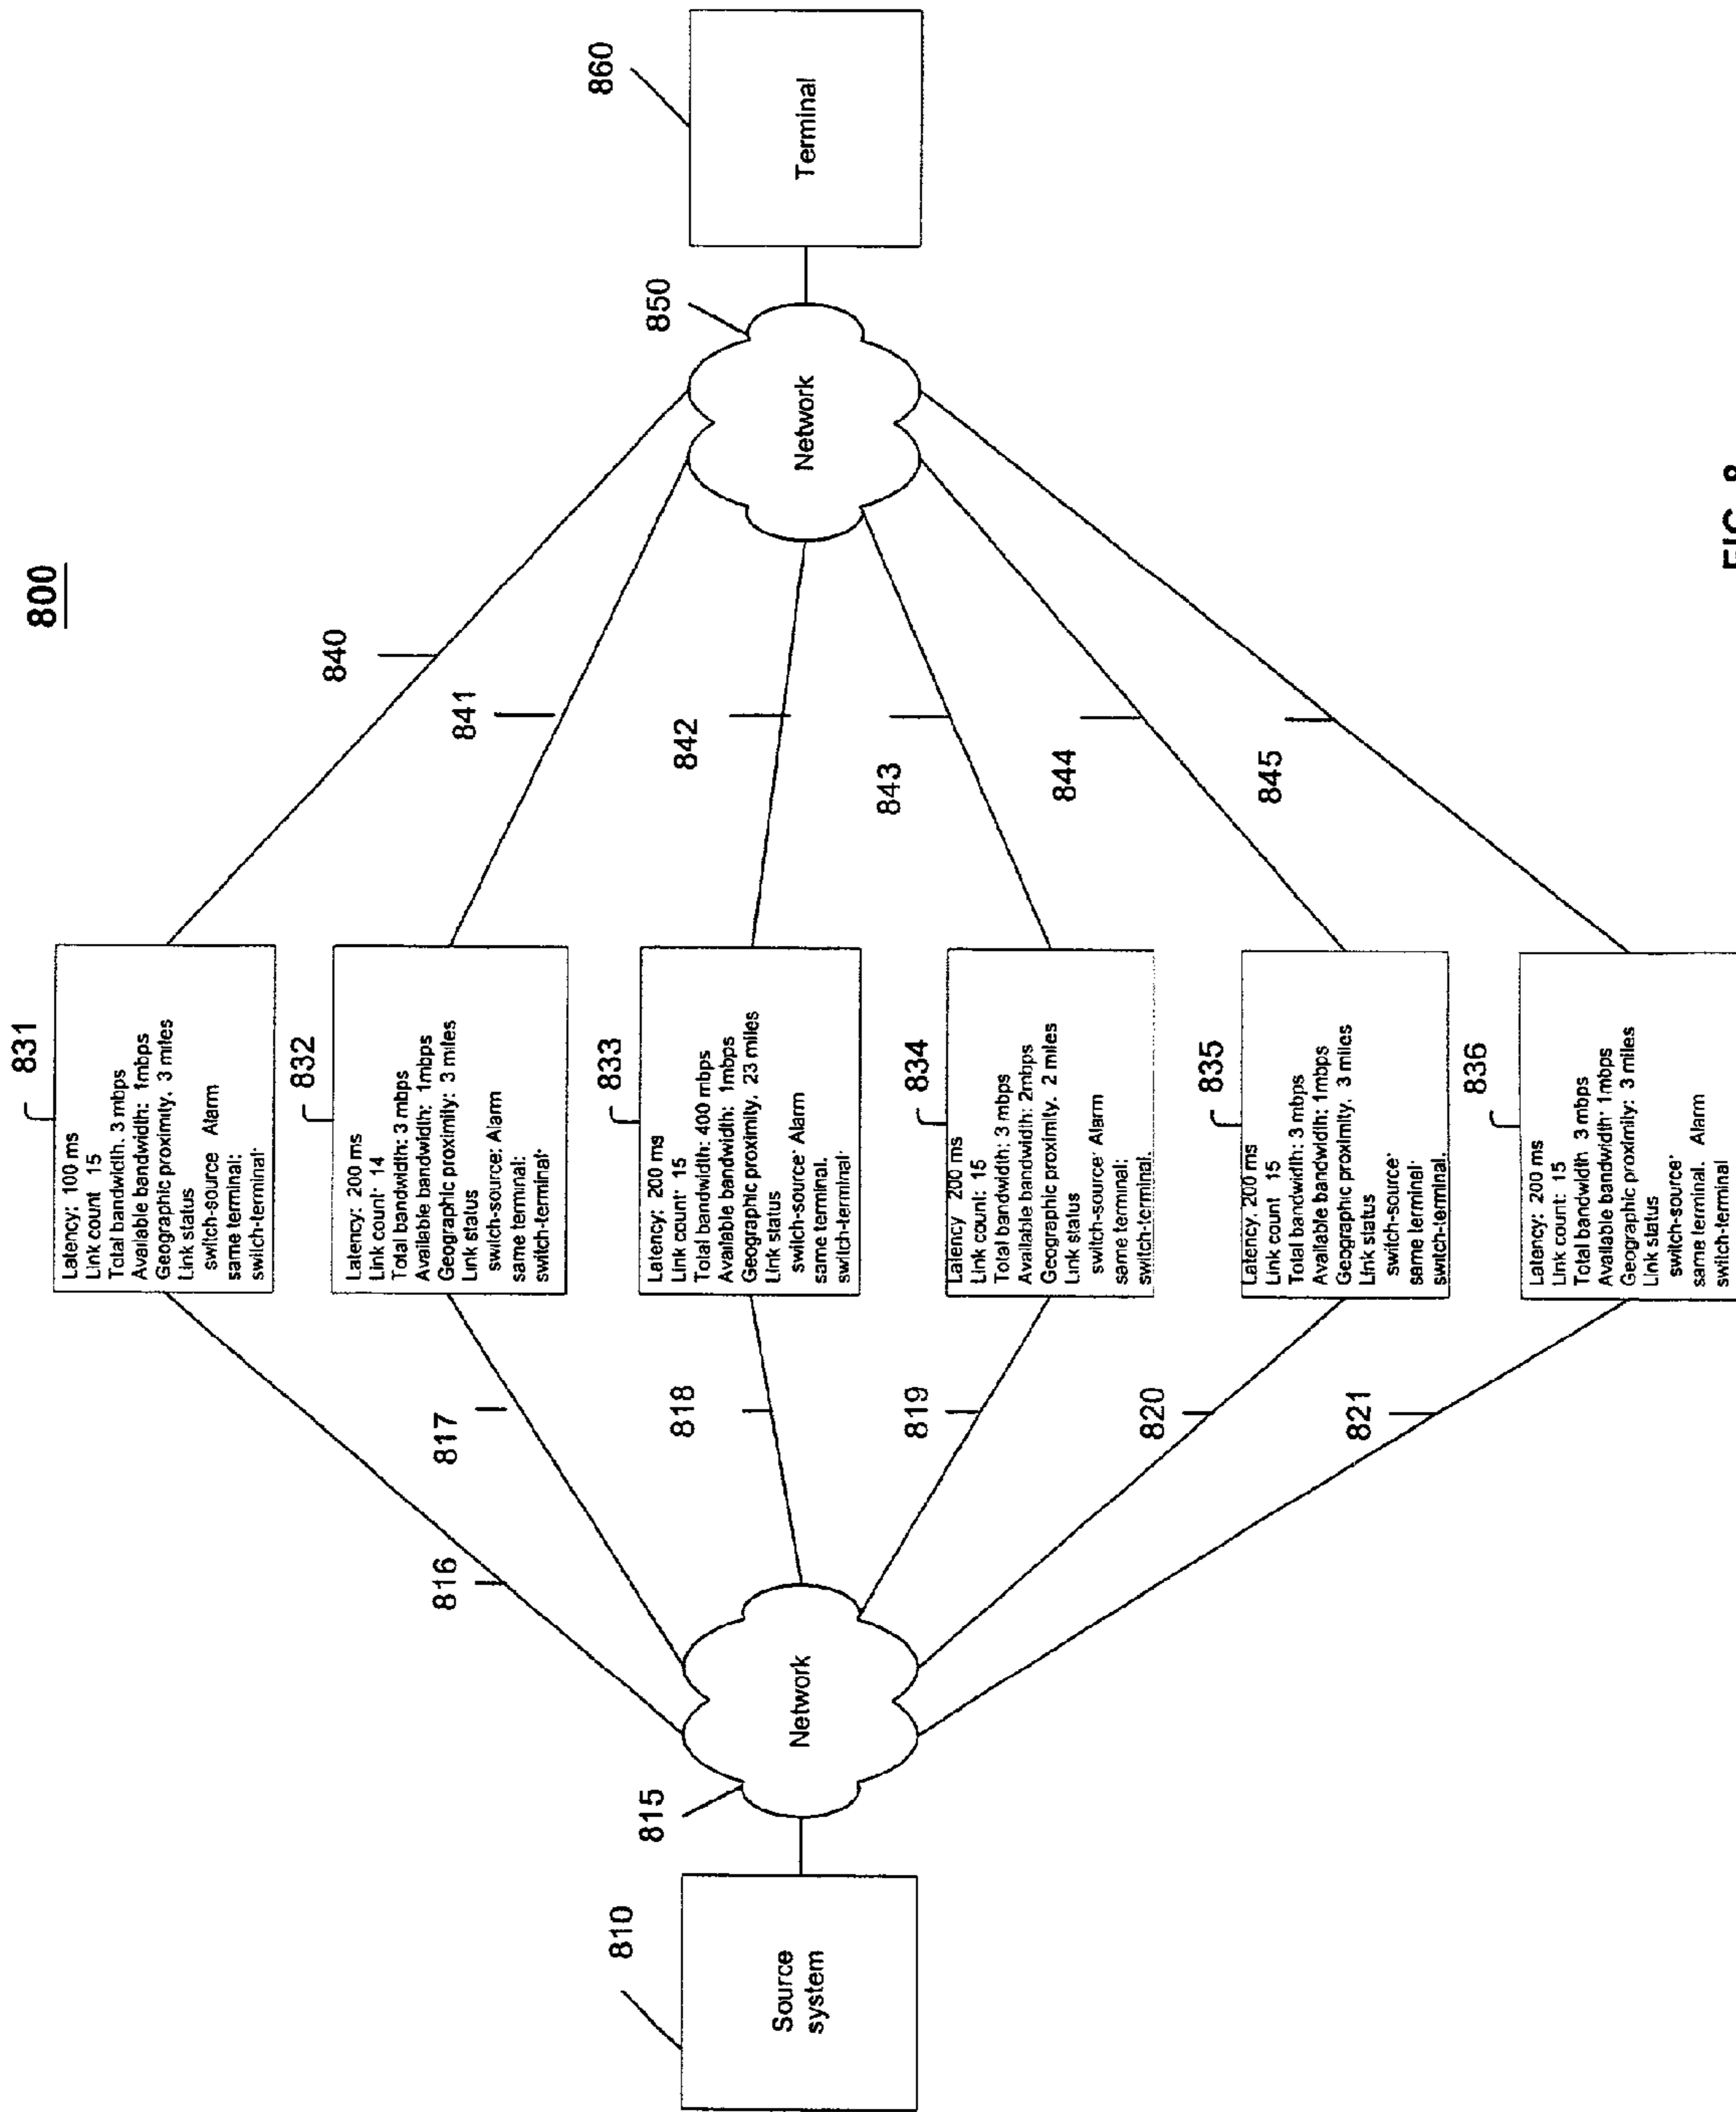 800
831
Latency: 100 ms
Link count 15
Total bandwidth. 3 mbps
Available bandwidth: 1mbps
Geographic proximity. 3 miles
Link status
switch-source Alarm
same terminal:
switch-terminal·
832
Latency: 200 ms
Link count· 14
Total bandwidth: 3 mbps
Available bandwidth: 1mbps
Geographic proximity: 3 miles
Link status
switch-source: Alarm
same terminal:
switch-terminal·
833
Latency: 200 ms
Link count· 15
Total bandwidth: 400 mbps
Available bandwidth: 1mbps
Geographic proximity. 23 miles
Link status
switch-source· Alarm
same terminal.
switch-terminal·
834
Latency 200 ms
Link count: 15
Total bandwidth: 3 mbps
Available bandwidth: 2mbps
Geographic proximity. 2 miles
Link status
switch-source: Alarm
same terminal:
switch-terminal.
835
Latency. 200 ms
Link count 15
Total bandwidth: 3 mbps
Available bandwidth: 1mbps
Geographic proximity. 3 miles
Link status
switch-source·
same terminal·
switch-terminal.
836
Latency: 200 ms
Link count: 15
Total bandwidth 3 mbps
Available bandwidth· 1mbps
Geographic proximity: 3 miles
Link status
switch-source·
same terminal. Alarm
switch-terminal
816
817
818
819
820
821
840
841
842
843
844
845
810
Source
system
815
Network
850
Network
860
Terminal
FIG. 8